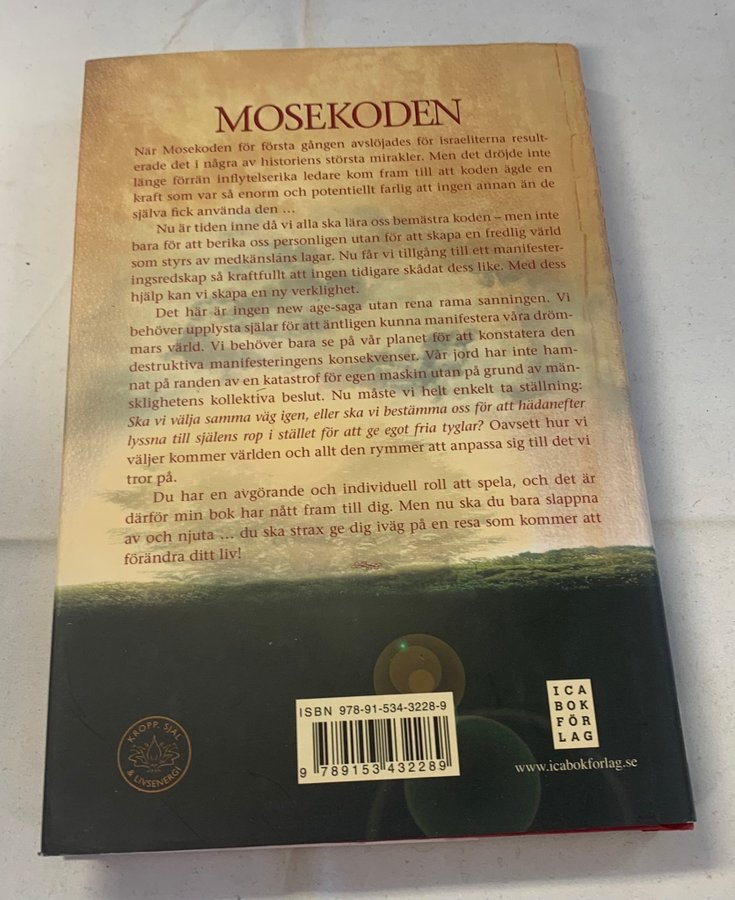 MOSEKODEN
När Mosekoden för första gången avslöjades för israeliterna result-
erade det i några av historiens största mirakler. Men det dröjde inte
länge förrän inflytelserika ledare kom fram till att koden ägde en
kraft som var så enorm och potentiellt farlig att ingen annan än de
själva fick använda den ...
Nu är tiden inne då vi alla ska lära oss bemästra koden – men inte
bara för att berika oss personligen utan för att skapa en fredlig värld
som styrs av medkänslans lagar. Nu får vi tillgång till ett manifester-
ingsredskap så kraftfullt att ingen tidigare skådat dess like. Med dess
hjälp kan vi skapa en ny verklighet.
Det här är ingen new age-saga utan rena rama sanningen. Vi
behöver upplysta själar för att äntligen kunna manifestera våra dröm-
mars värld. Vi behöver bara se på vår planet för att konstatera den
destruktiva manifesteringens konsekvenser. Vår jord har inte ham-
nat på randen av en katastrof för egen maskin utan på grund av män-
sklighetens kollektiva beslut. Nu måste vi helt enkelt ta ställning:
Ska vi välja samma väg igen, eller ska vi bestämma oss för att hädanefter
lyssna till själens rop i stället för att ge egot fria tyglar? Oavsett hur vi
väljer kommer världen och allt den rymmer att anpassa sig till det vi
tror på.
Du har en avgörande och individuell roll att spela, och det är
därför min bok har nått fram till dig. Men nu ska du bara slappna
av och njuta ... du ska strax ge dig iväg på en resa som kommer att
förändra ditt liv!
KROPP, SJÄL
& LIVSENERGI
ISBN 978-91-534-3228-9
9 789153 432289
ICA
BOK
FÖR
LAG
www.icabokforlag.se